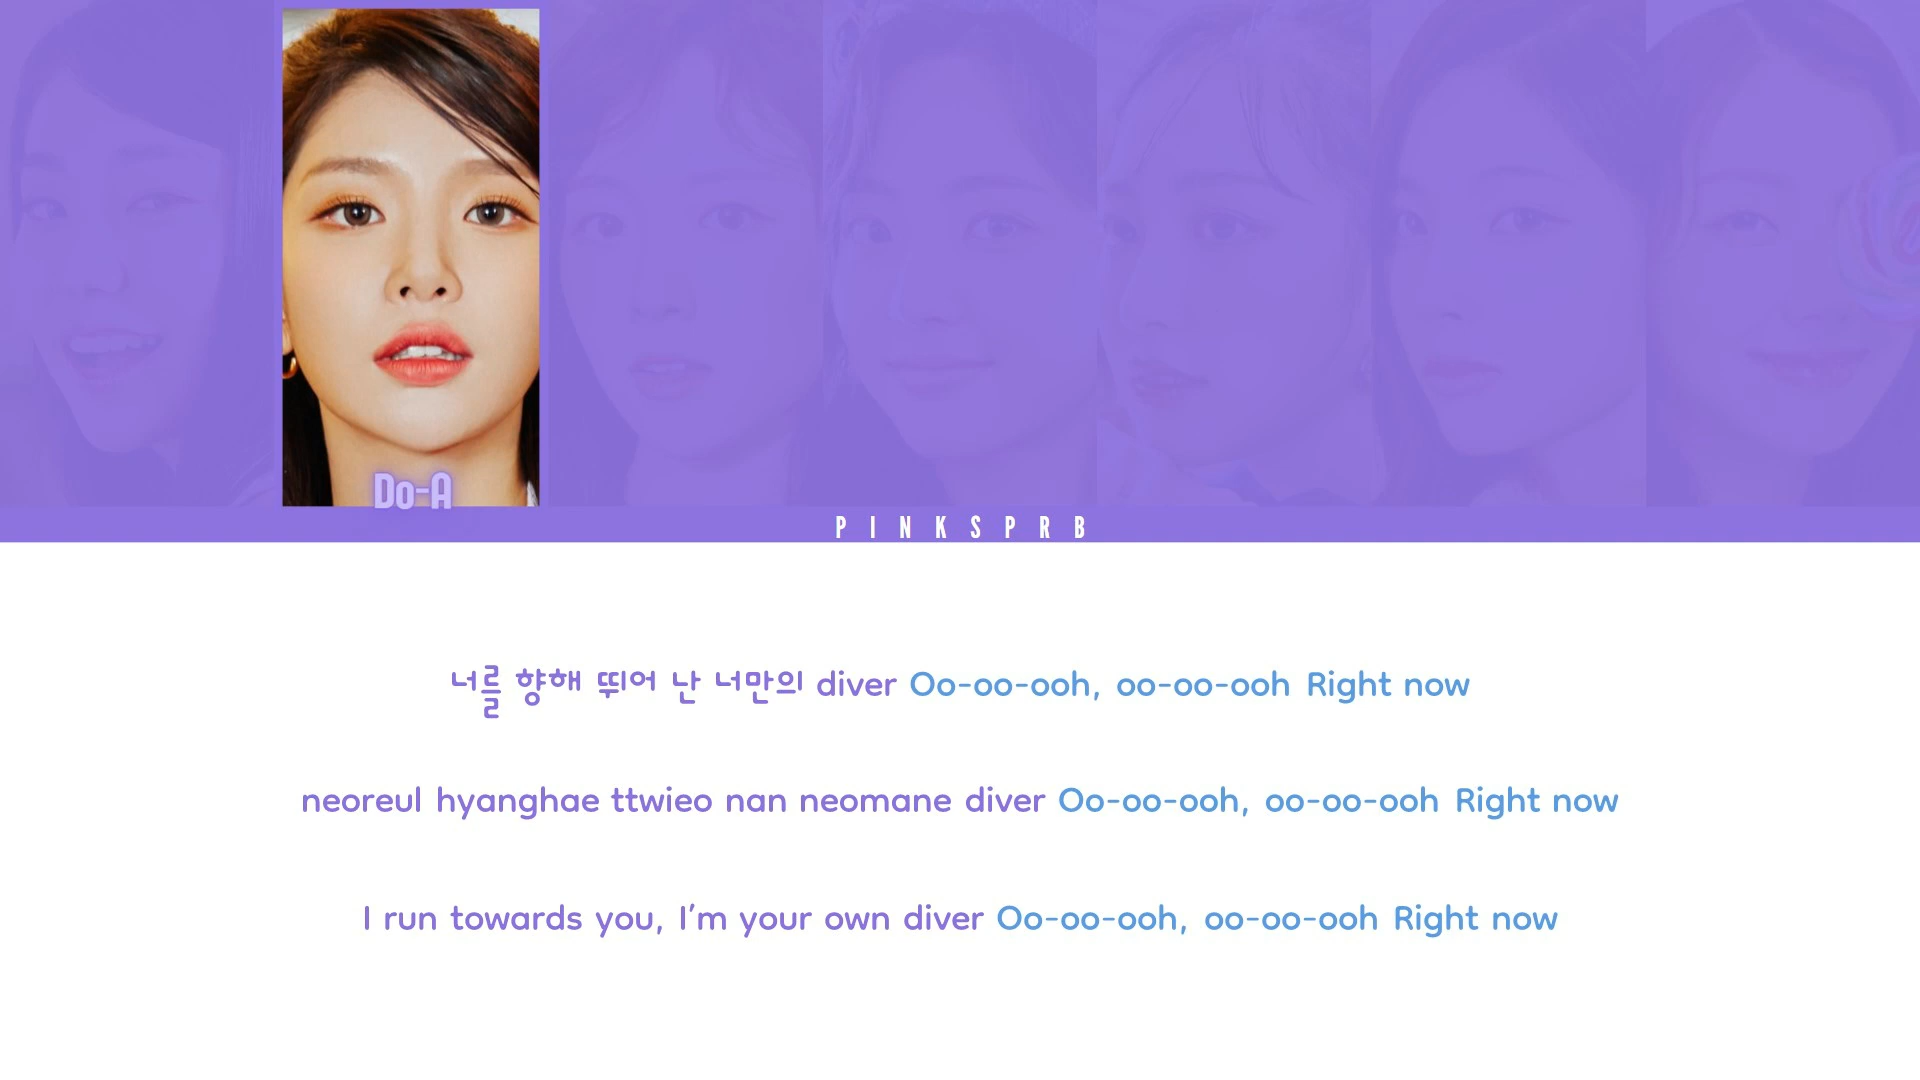 Do-A
PINKSPRB
너를 향해 뛰어 난 너만의 diver Oo-oo-ooh, oo-oo-ooh Right now
neoreul hyanghae ttwieo nan neomane diver Oo-oo-ooh, oo-oo-ooh Right now
I run towards you, I'm your own diver Oo-oo-ooh, oo-oo-ooh Right now